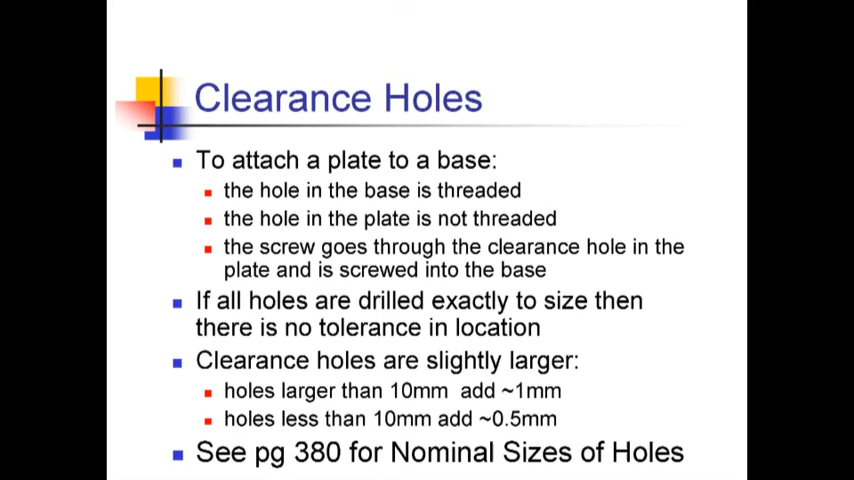 Clearance Holes
To attach a plate to a base:
the hole in the base is threaded
the hole in the plate is not threaded
the screw goes through the clearance hole in the
plate and is screwed into the base
If all holes are drilled exactly to size then
there is no tolerance in location
Clearance holes are slightly larger:
holes larger than 10mm  add ~1mm
holes less than 10mm add ~0.5mm
See pg 380 for Nominal Sizes of Holes